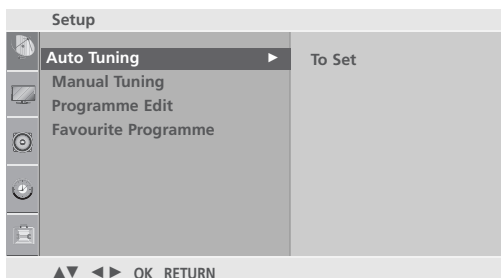 Setup
Auto Tuning ► To Set
Manual Tuning
Programme Edit
Favourite Programme
▲▼ ◄► OK RETURN